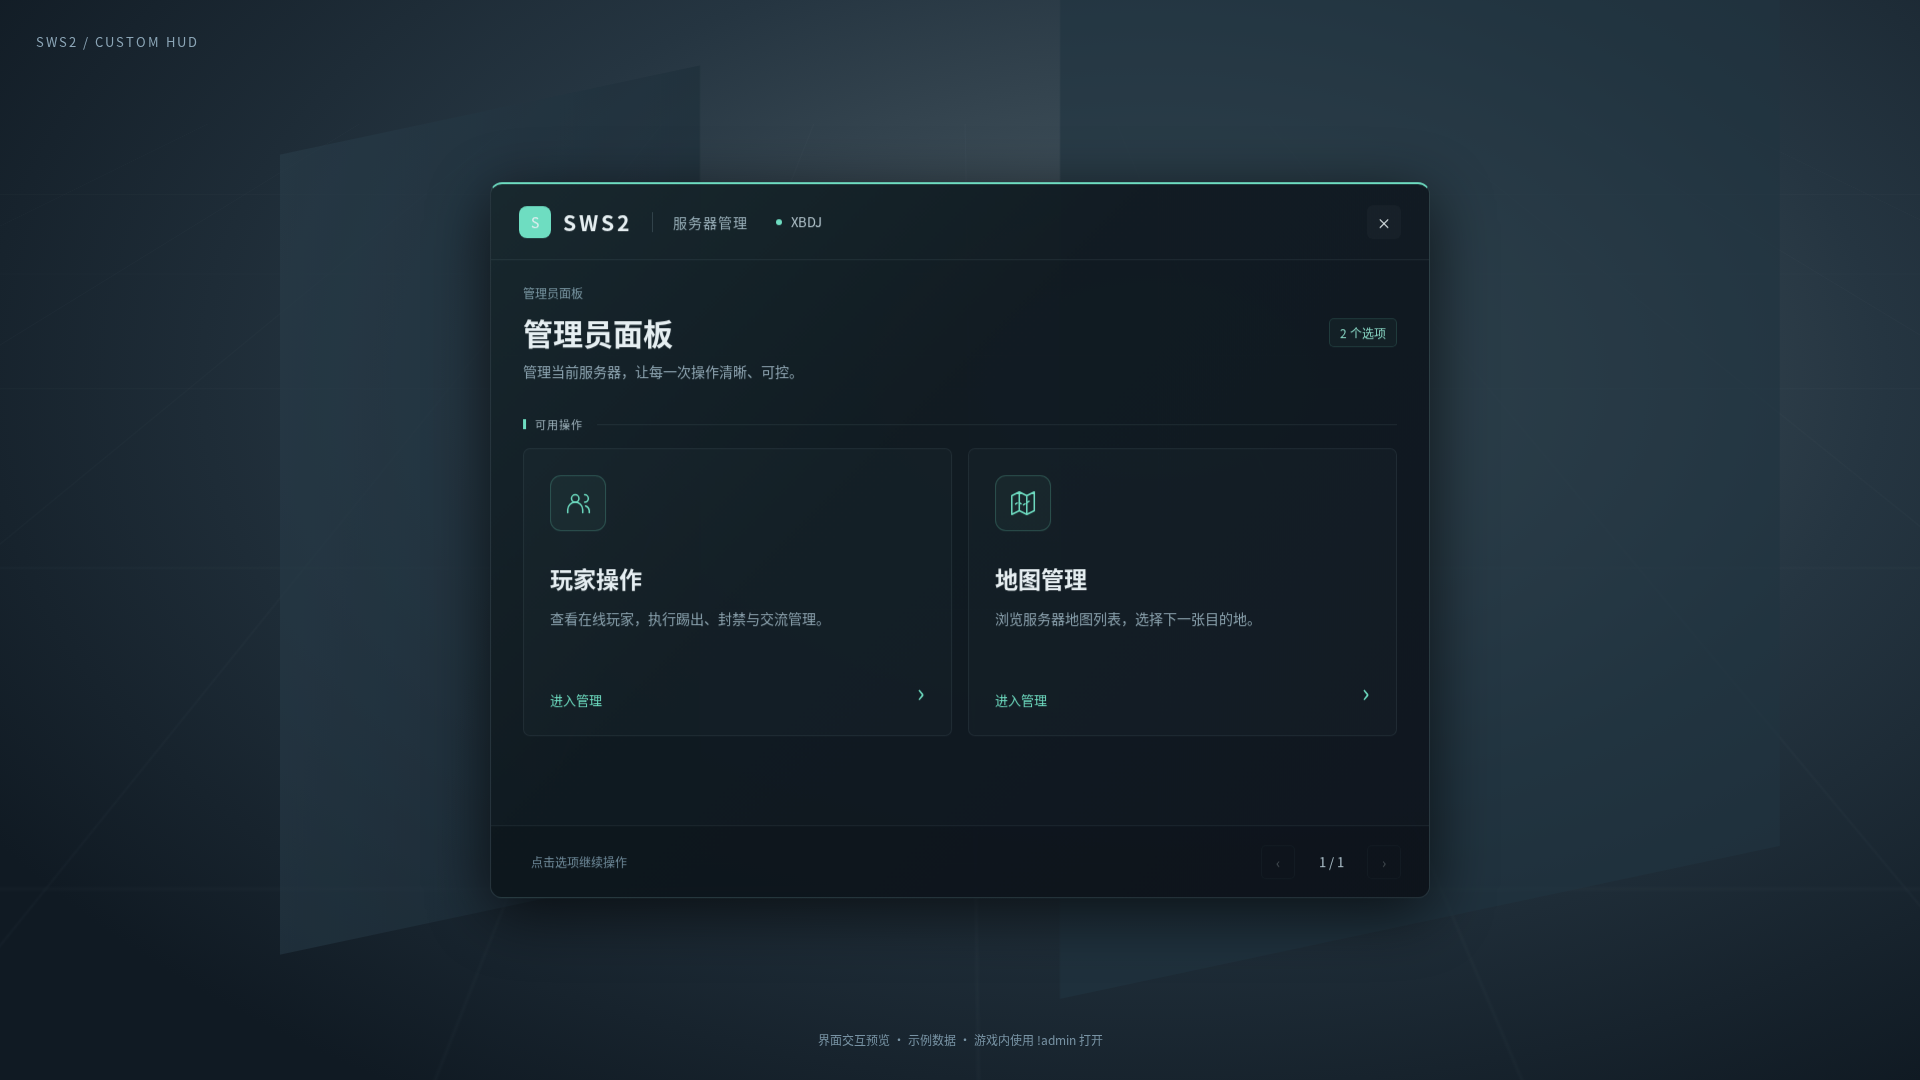 SWS2 / CUSTOM HUD
S SWS2 服务器管理 XBDJ ×
管理员面板
管理员面板
2 个选项
管理当前服务器，让每一次操作清晰、可控。
可用操作
玩家操作
查看在线玩家，执行踢出、封禁与交流管理。
进入管理 ›
地图管理
浏览服务器地图列表，选择下一张目的地。
进入管理 ›
点击选项继续操作
‹ 1 / 1 ›
界面交互预览 · 示例数据 · 游戏内使用 !admin 打开